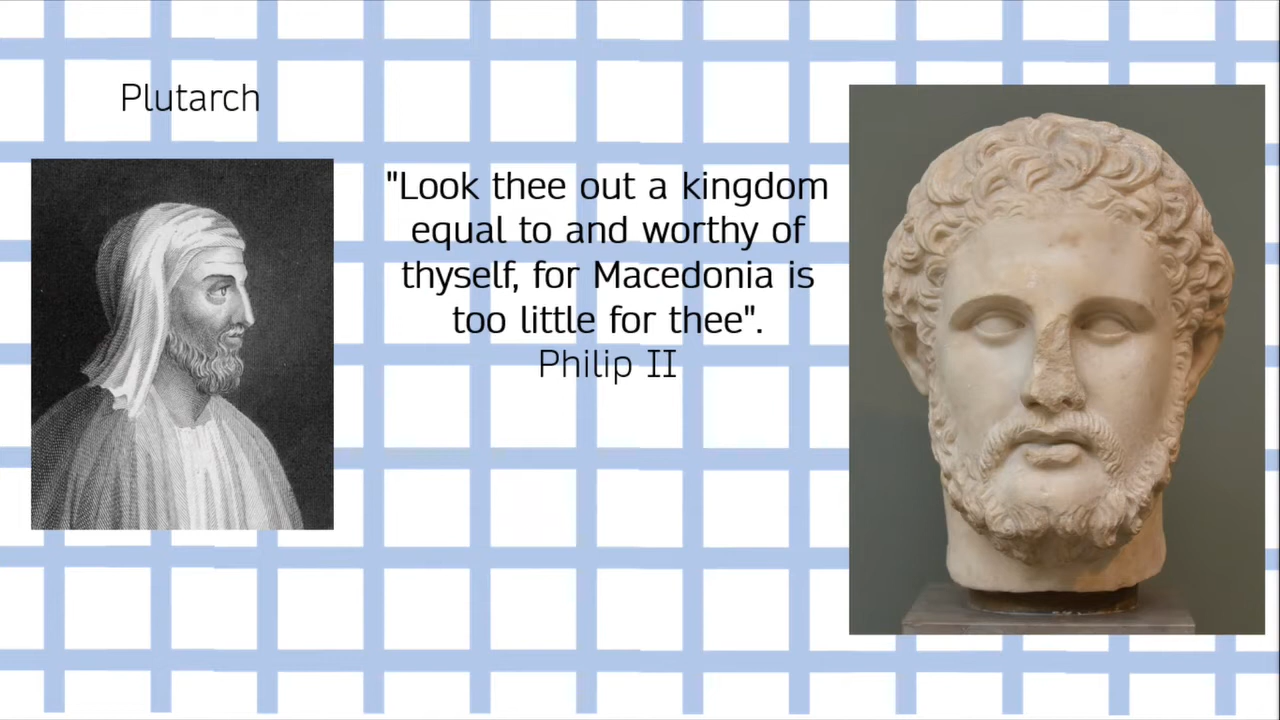 Plutarch
"Look thee out a kingdom
equal to and worthy of
thyself, for Macedonia is
too little for thee".
Philip II